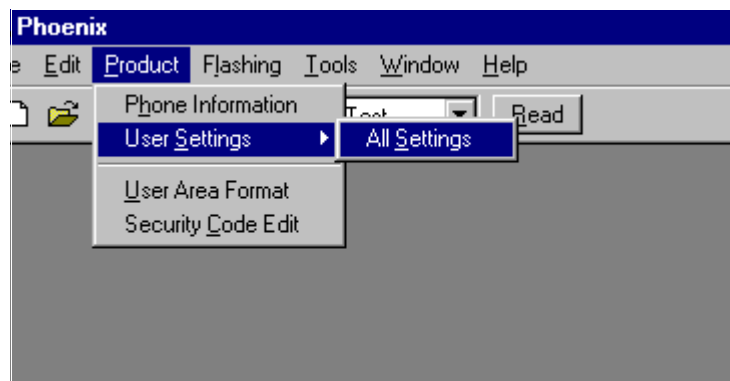 Phoenix
e Edit Product Flashing Tools Window Help
Read
Phone Information
User Settings
All Settings
User Area Format
Security Code Edit